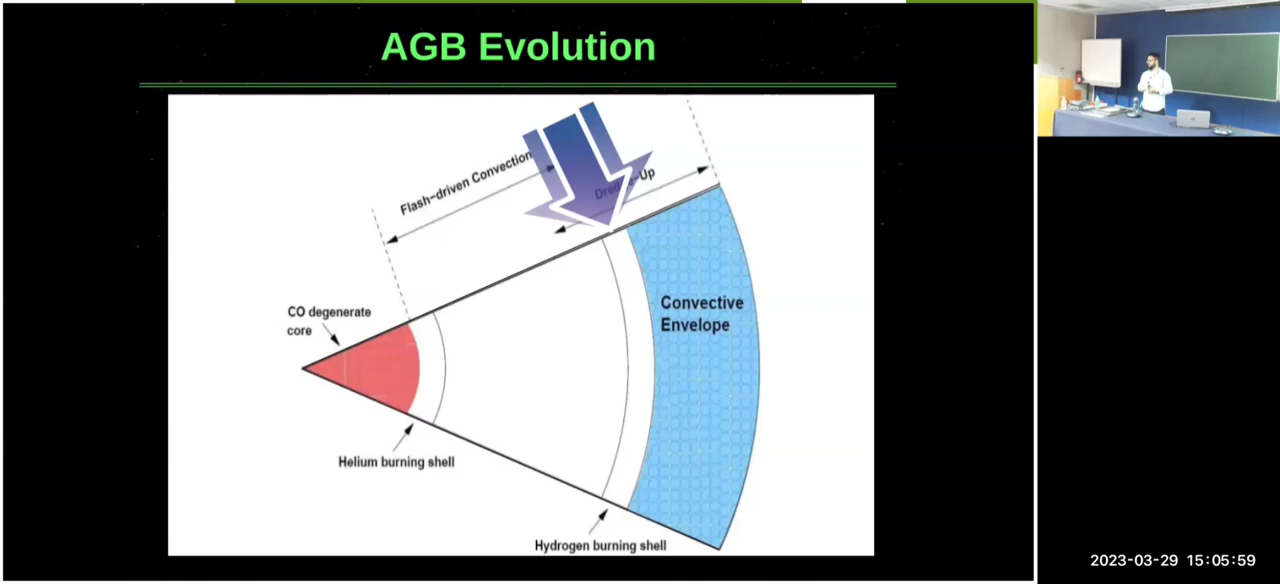 AGB Evolution
Flash-driven Convection
Up
CO degenerate
core
Convective
Envelope
Helium burning shell
Hydrogen burning shell
2023-03-29 15:05:59